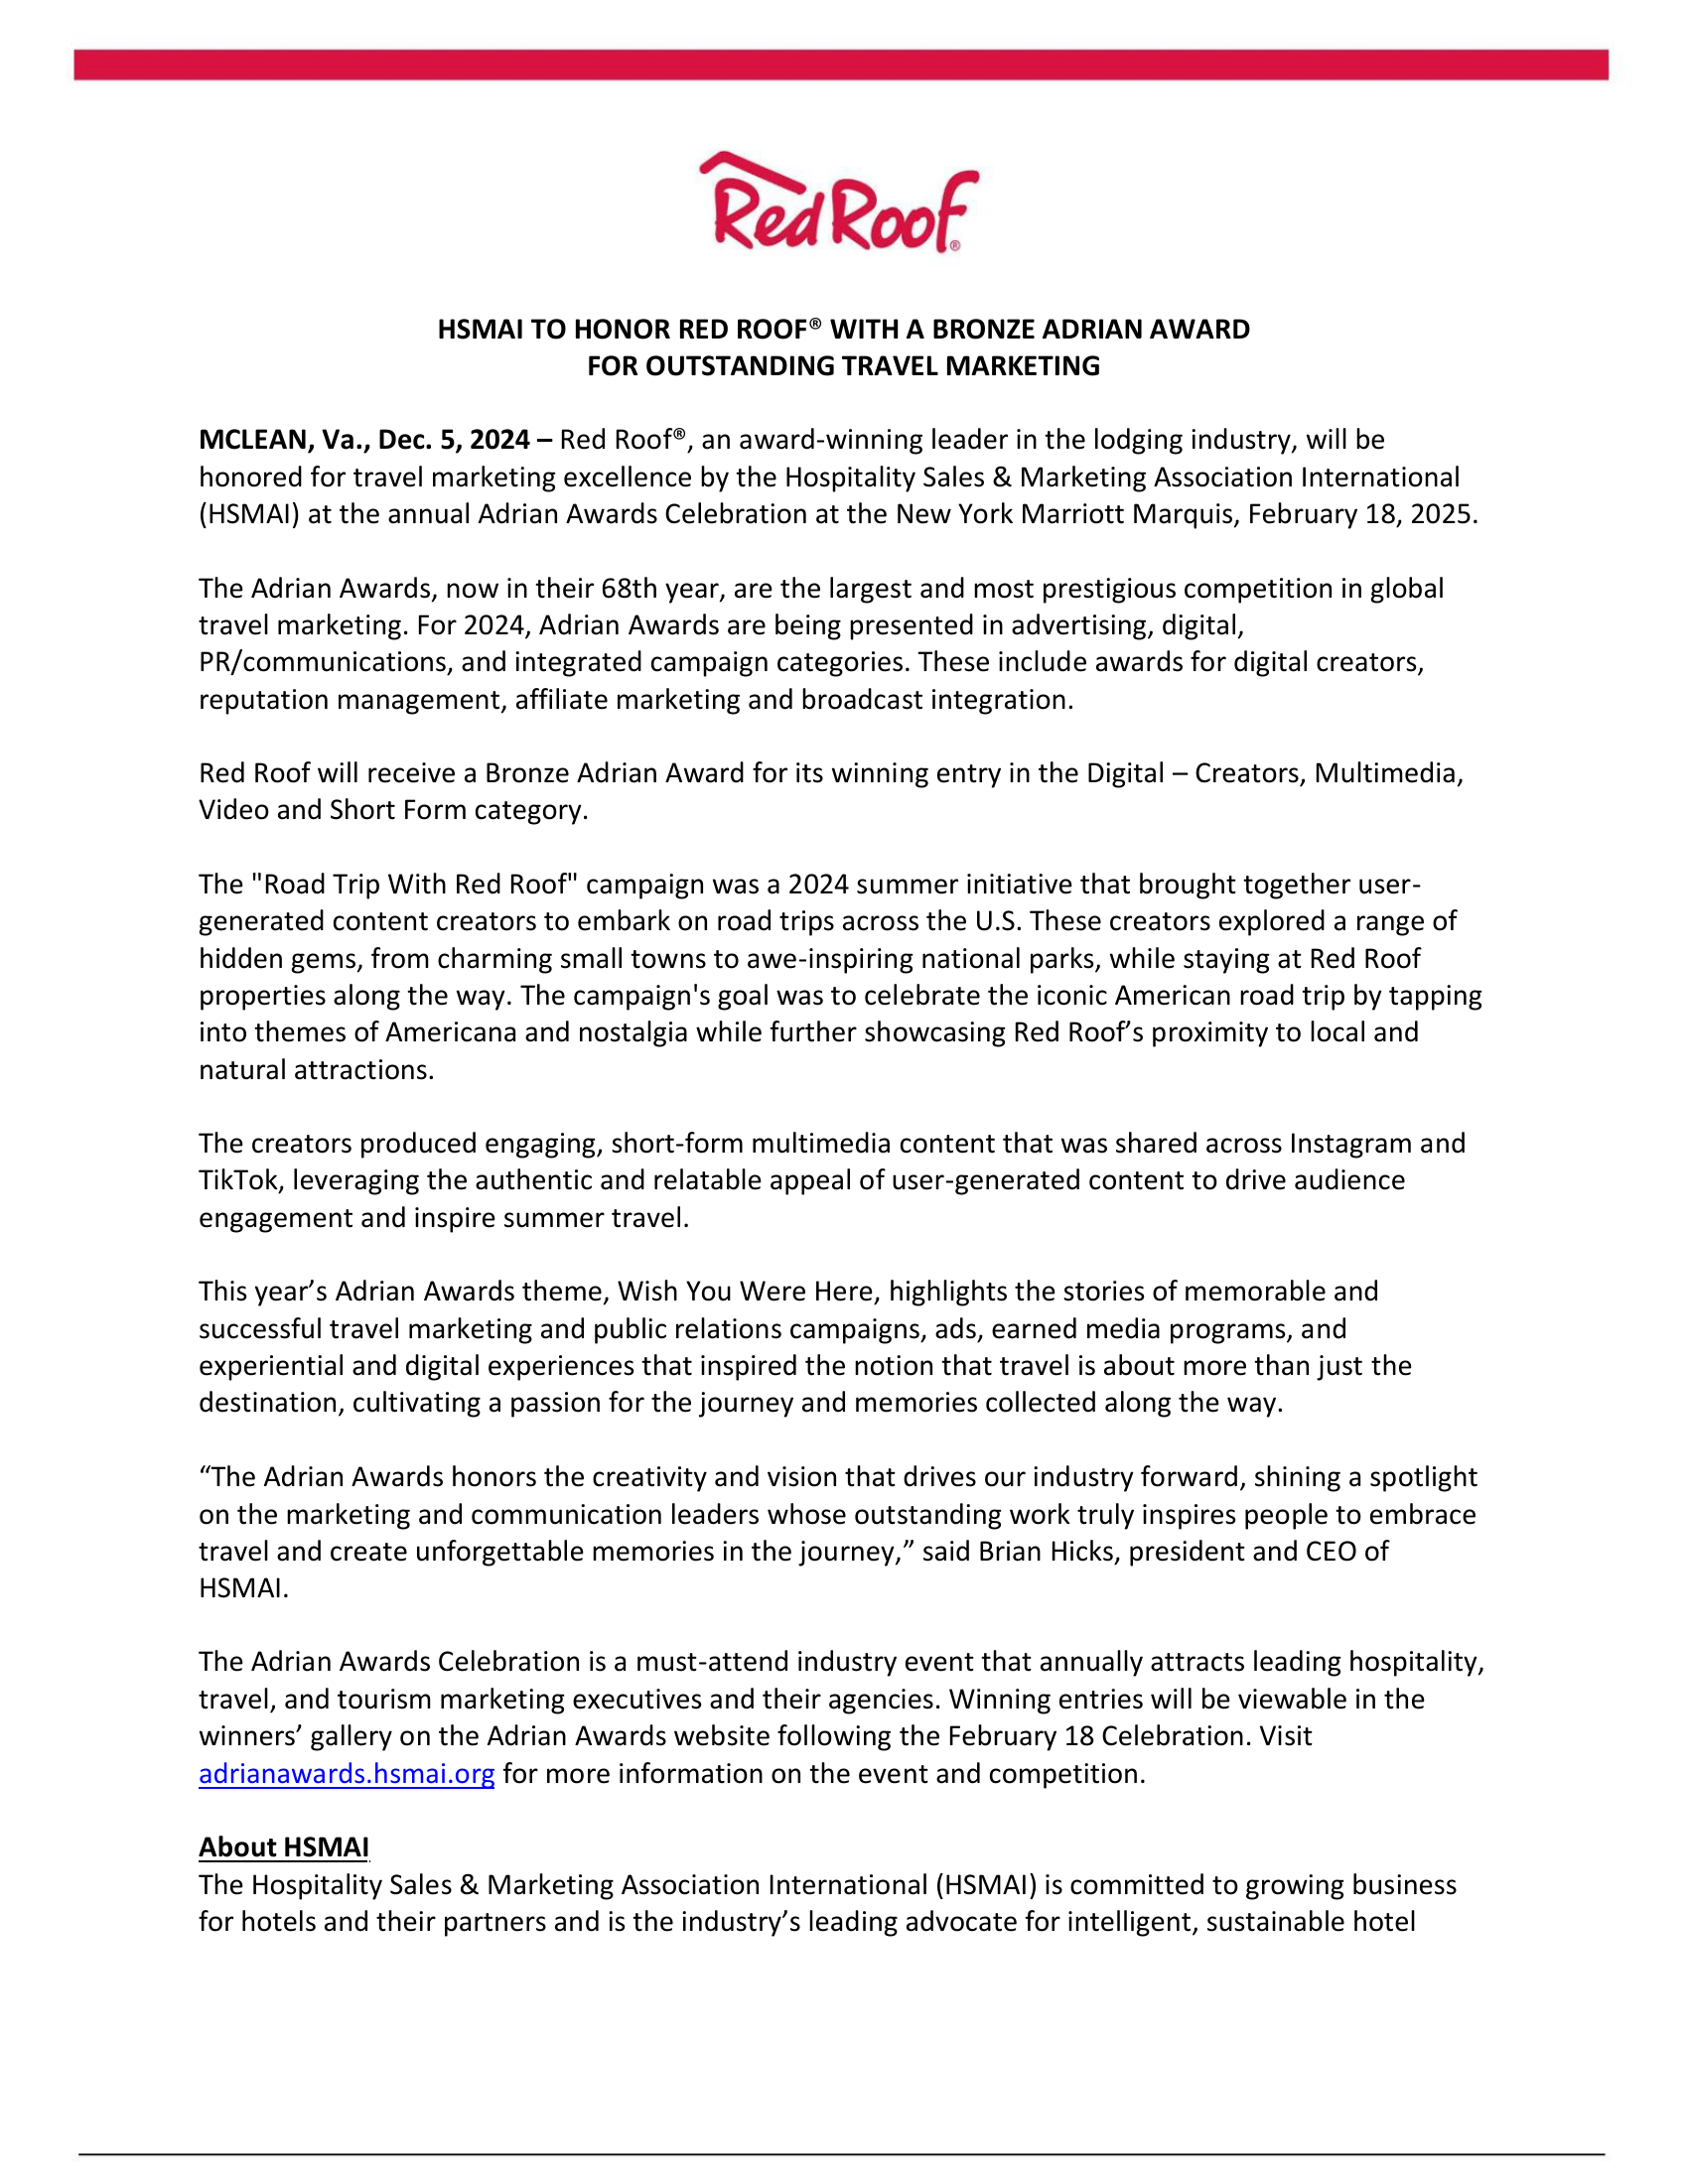 Red Roof®
HSMAI TO HONOR RED ROOF® WITH A BRONZE ADRIAN AWARD
FOR OUTSTANDING TRAVEL MARKETING
MCLEAN, Va., Dec. 5, 2024 – Red Roof®, an award-winning leader in the lodging industry, will be
honored for travel marketing excellence by the Hospitality Sales & Marketing Association International
(HSMAI) at the annual Adrian Awards Celebration at the New York Marriott Marquis, February 18, 2025.
The Adrian Awards, now in their 68th year, are the largest and most prestigious competition in global
travel marketing. For 2024, Adrian Awards are being presented in advertising, digital,
PR/communications, and integrated campaign categories. These include awards for digital creators,
reputation management, affiliate marketing and broadcast integration.
Red Roof will receive a Bronze Adrian Award for its winning entry in the Digital – Creators, Multimedia,
Video and Short Form category.
The "Road Trip With Red Roof" campaign was a 2024 summer initiative that brought together user-
generated content creators to embark on road trips across the U.S. These creators explored a range of
hidden gems, from charming small towns to awe-inspiring national parks, while staying at Red Roof
properties along the way. The campaign's goal was to celebrate the iconic American road trip by tapping
into themes of Americana and nostalgia while further showcasing Red Roof’s proximity to local and
natural attractions.
The creators produced engaging, short-form multimedia content that was shared across Instagram and
TikTok, leveraging the authentic and relatable appeal of user-generated content to drive audience
engagement and inspire summer travel.
This year’s Adrian Awards theme, Wish You Were Here, highlights the stories of memorable and
successful travel marketing and public relations campaigns, ads, earned media programs, and
experiential and digital experiences that inspired the notion that travel is about more than just the
destination, cultivating a passion for the journey and memories collected along the way.
“The Adrian Awards honors the creativity and vision that drives our industry forward, shining a spotlight
on the marketing and communication leaders whose outstanding work truly inspires people to embrace
travel and create unforgettable memories in the journey,” said Brian Hicks, president and CEO of
HSMAI.
The Adrian Awards Celebration is a must-attend industry event that annually attracts leading hospitality,
travel, and tourism marketing executives and their agencies. Winning entries will be viewable in the
winners’ gallery on the Adrian Awards website following the February 18 Celebration. Visit
adrianawards.hsmai.org for more information on the event and competition.
About HSMAI
The Hospitality Sales & Marketing Association International (HSMAI) is committed to growing business
for hotels and their partners and is the industry’s leading advocate for intelligent, sustainable hotel